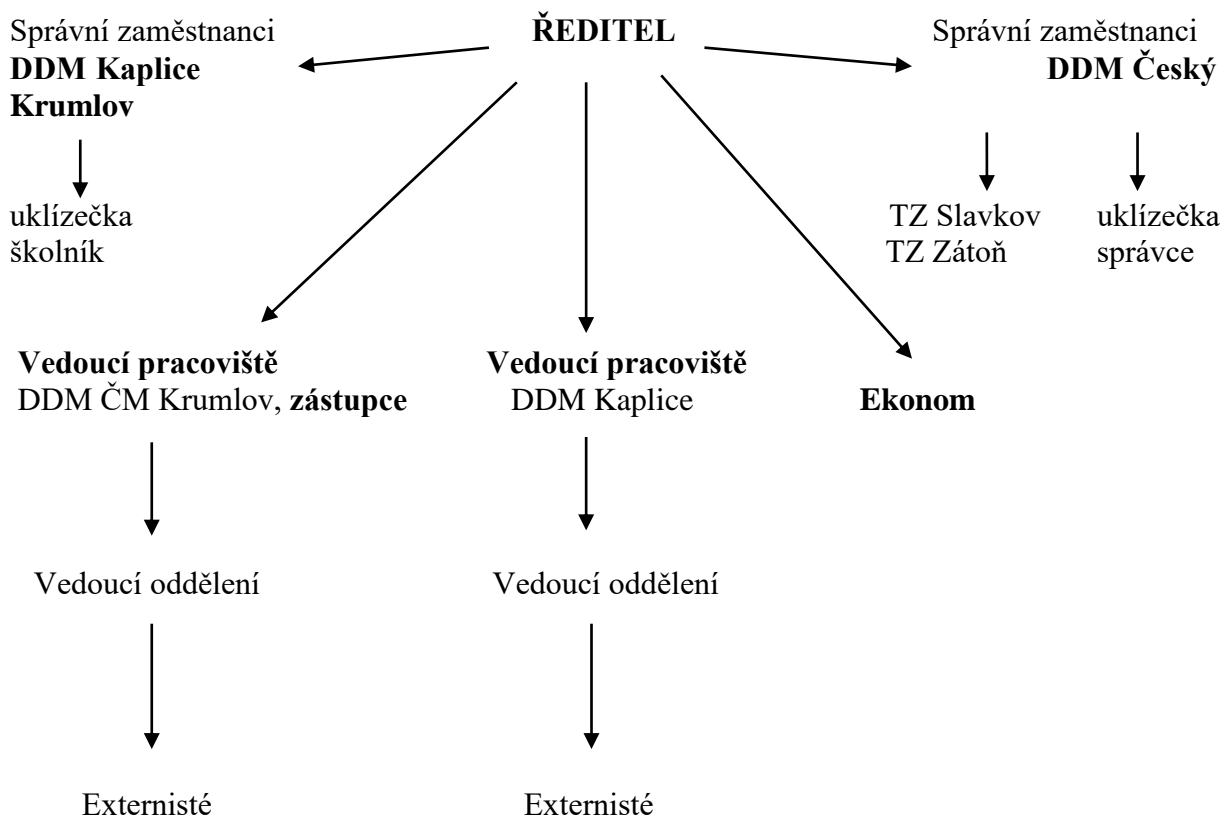 Správní zaměstnanci ŘEDITEL Správní zaměstnanci
DDM Kaplice DDM Český
Krumlov
uklízečka TZ Slavkov uklízečka
školník TZ Zátoň správce
Vedoucí pracoviště Vedoucí pracoviště
DDM ČM Krumlov, zástupce DDM Kaplice Ekonom
Vedoucí oddělení Vedoucí oddělení
Externisté Externisté